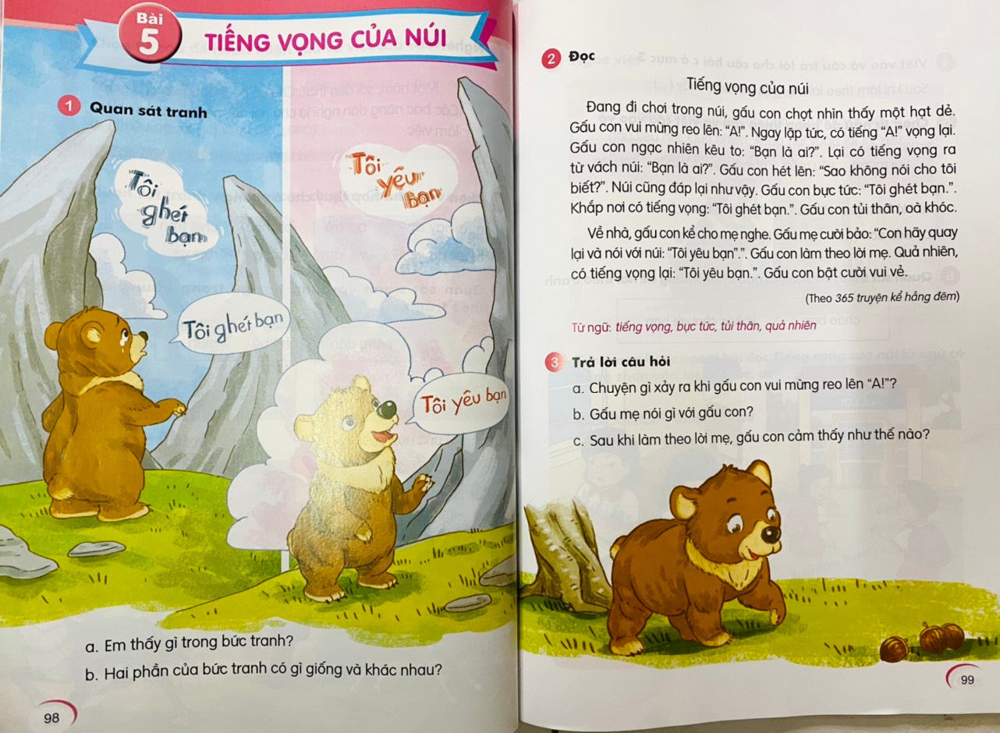 Bài
5
TIẾNG VỌNG CỦA NÚI
1 Quan sát tranh
"Tôi
ghét
bạn"
"Tôi
yêu"
bạn
Tôi ghét bạn
Tôi yêu bạn
a. Em thấy gì trong bức tranh?
b. Hai phần của bức tranh có gì giống và khác nhau?
98
2 Đọc
Tiếng vọng của núi
Đang đi chơi trong núi, gấu con chợt nhìn thấy một hạt dẻ.
Gấu con vui mừng reo lên: “A!”. Ngay lập tức, có tiếng “A!” vọng lại.
Gấu con ngạc nhiên kêu to: “Bạn là ai?”. Lại có tiếng vọng ra
từ vách núi: “Bạn là ai?”. Gấu con hét lên: “Sao không nói cho tôi
biết?”. Núi cũng đáp lại như vậy. Gấu con bực tức: “Tôi ghét bạn.”.
Khắp nơi có tiếng vọng: “Tôi ghét bạn.”. Gấu con tủi thân, oà khóc.
Về nhà, gấu con kể cho mẹ nghe. Gấu mẹ cười bảo: “Con hãy quay
lại và nói với núi: “Tôi yêu bạn”.”. Gấu con làm theo lời mẹ. Quả nhiên,
có tiếng vọng lại: “Tôi yêu bạn.”. Gấu con bật cười vui vẻ.
(Theo 365 truyện kể hằng đêm)
Từ ngữ: tiếng vọng, bực tức, tủi thân, quả nhiên
3 Trả lời câu hỏi
a. Chuyện gì xảy ra khi gấu con vui mừng reo lên “A!”?
b. Gấu mẹ nói gì với gấu con?
c. Sau khi làm theo lời mẹ, gấu con cảm thấy như thế nào?
99